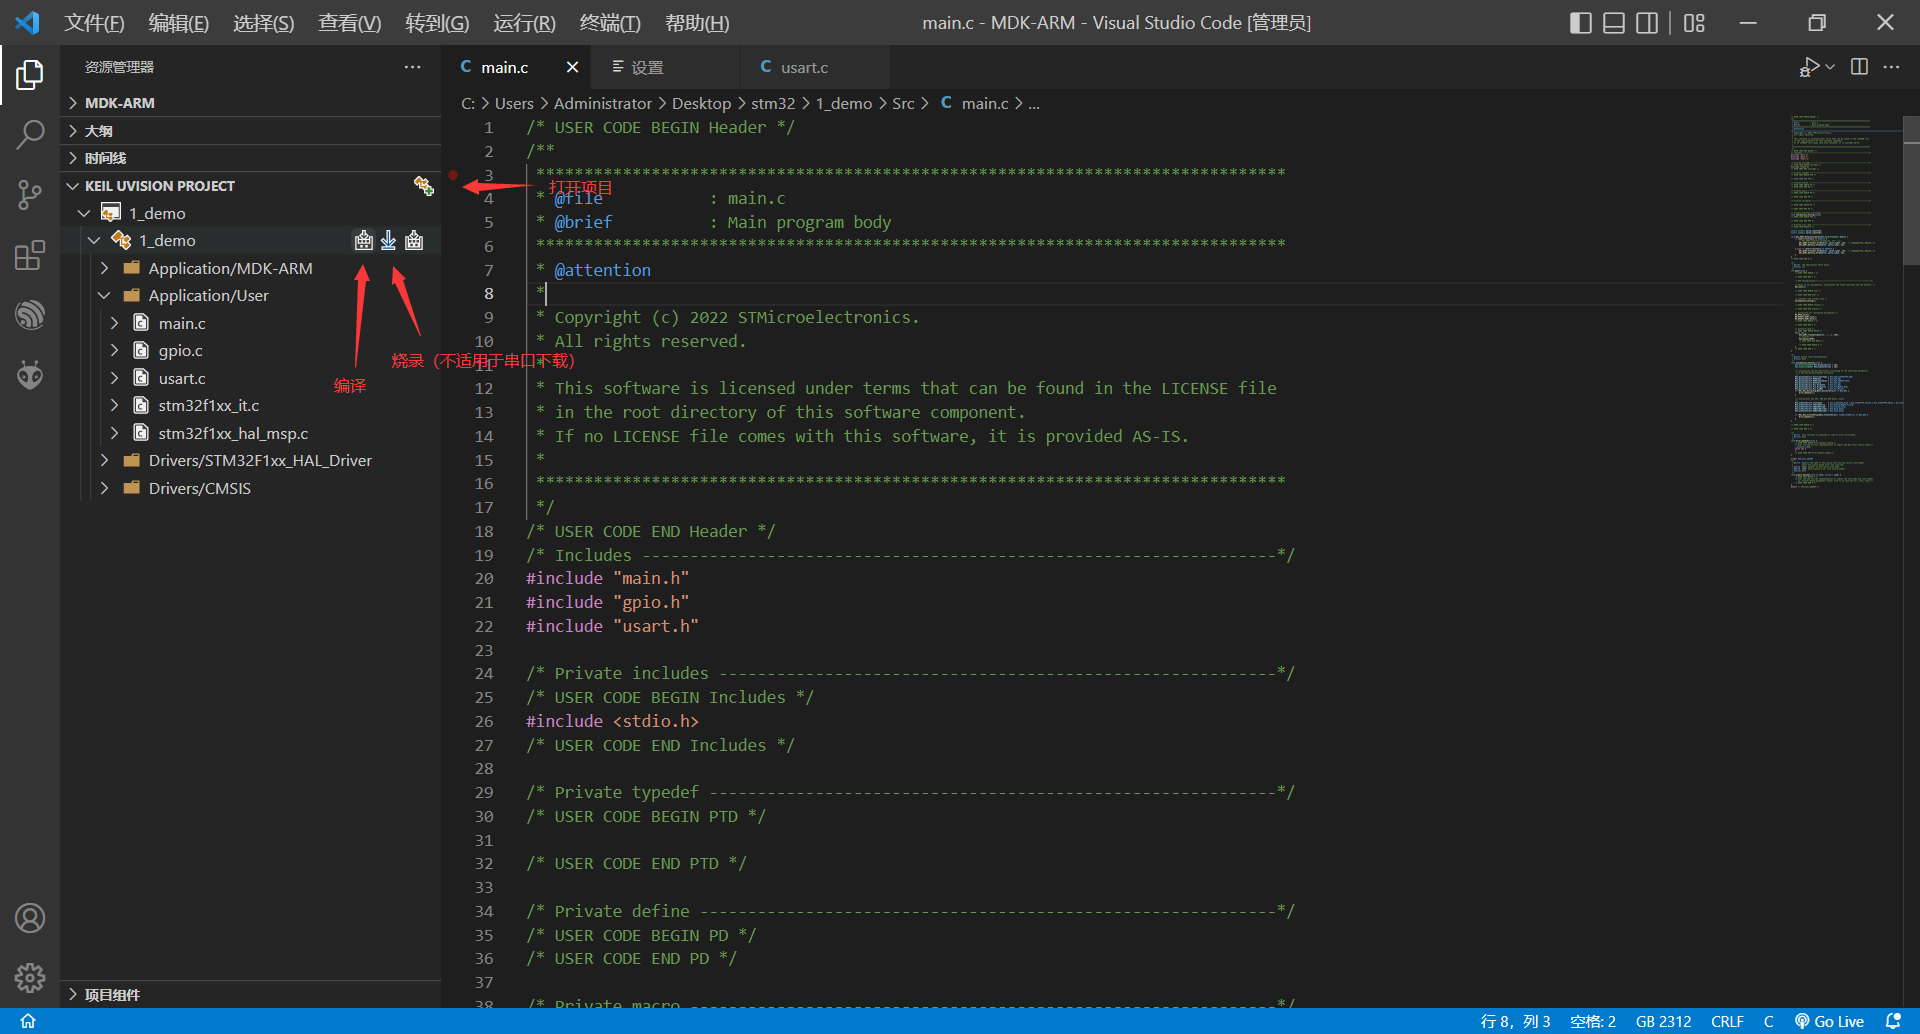 文件(F) 编辑(E) 选择(S) 查看(V) 转到(G) 运行(R) 终端(T) 帮助(H) main.c - MDK-ARM - Visual Studio Code [管理员]
资源管理器
MDK-ARM
大纲
时间线
KEIL UVISION PROJECT
1_demo
1_demo
Application/MDK-ARM
Application/User
main.c
gpio.c
usart.c
stm32f1xx_it.c
stm32f1xx_hal_msp.c
Drivers/STM32F1xx_HAL_Driver
Drivers/CMSIS
项目组件
打开项目
编译
烧录（不适用于串口下载）
C main.c 设置 C usart.c
C: > Users > Administrator > Desktop > stm32 > 1_demo > Src > C main.c > ...
1 /* USER CODE BEGIN Header */
2 /**
3 ******************************************************************************
4 * @file : main.c
5 * @brief : Main program body
6 ******************************************************************************
7 * @attention
8 *
9 * Copyright (c) 2022 STMicroelectronics.
10 * All rights reserved.
11 *
12 * This software is licensed under terms that can be found in the LICENSE file
13 * in the root directory of this software component.
14 * If no LICENSE file comes with this software, it is provided AS-IS.
15 *
16 ******************************************************************************
17 */
18 /* USER CODE END Header */
19 /* Includes ------------------------------------------------------------------*/
20 #include "main.h"
21 #include "gpio.h"
22 #include "usart.h"
23
24 /* Private includes ----------------------------------------------------------*/
25 /* USER CODE BEGIN Includes */
26 #include <stdio.h>
27 /* USER CODE END Includes */
28
29 /* Private typedef -----------------------------------------------------------*/
30 /* USER CODE BEGIN PTD */
31
32 /* USER CODE END PTD */
33
34 /* Private define ------------------------------------------------------------*/
35 /* USER CODE BEGIN PD */
36 /* USER CODE END PD */
37
38 /* Private macro -------------------------------------------------------------*/
行 8，列 3 空格: 2 GB 2312 CRLF C Go Live